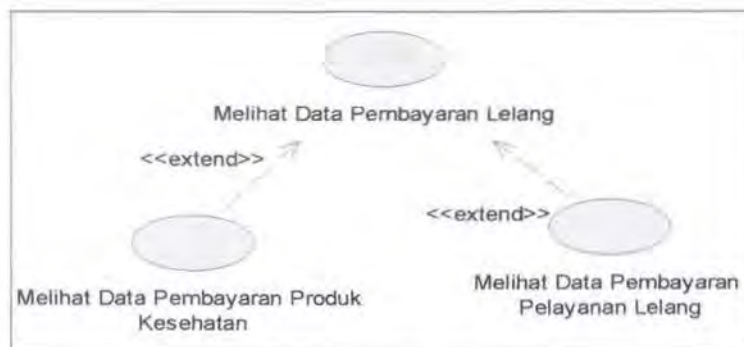 Melihat Data Pembayaran Lelang
<<extend>>
<<extend>>
Melihat Data Pembayaran Produk
Kesehatan
Melihat Data Pembayaran
Pelayanan Lelang